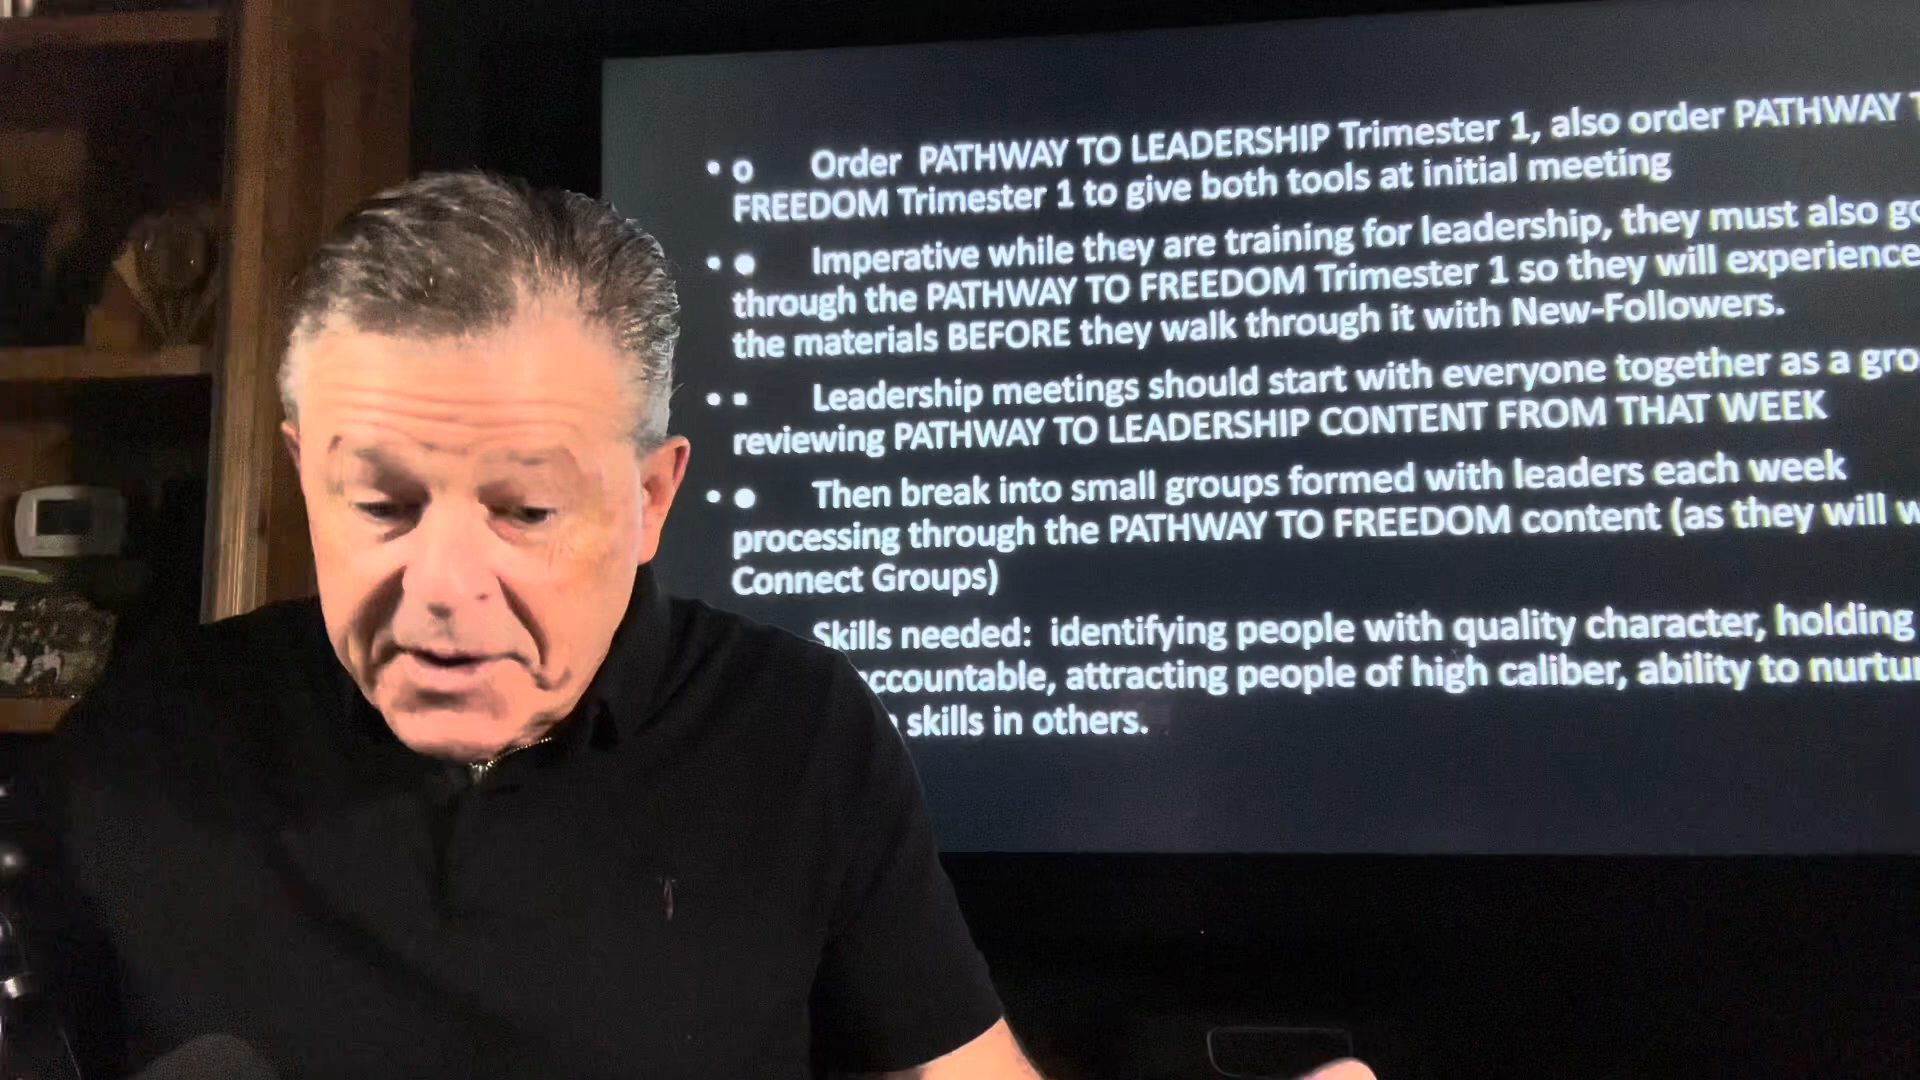 • o Order PATHWAY TO LEADERSHIP Trimester 1, also order PATHWAY
FREEDOM Trimester 1 to give both tools at initial meeting
• ● Imperative while they are training for leadership, they must also
through the PATHWAY TO FREEDOM Trimester 1 so they will experience
the materials BEFORE they walk through it with New-Followers.
• ▪ Leadership meetings should start with everyone together as a
reviewing PATHWAY TO LEADERSHIP CONTENT FROM THAT WEEK
• ● Then break into small groups formed with leaders each week
processing through the PATHWAY TO FREEDOM content (as they will
Connect Groups)
Skills needed: identifying people with quality character, holding
accountable, attracting people of high caliber, ability to
skills in others.